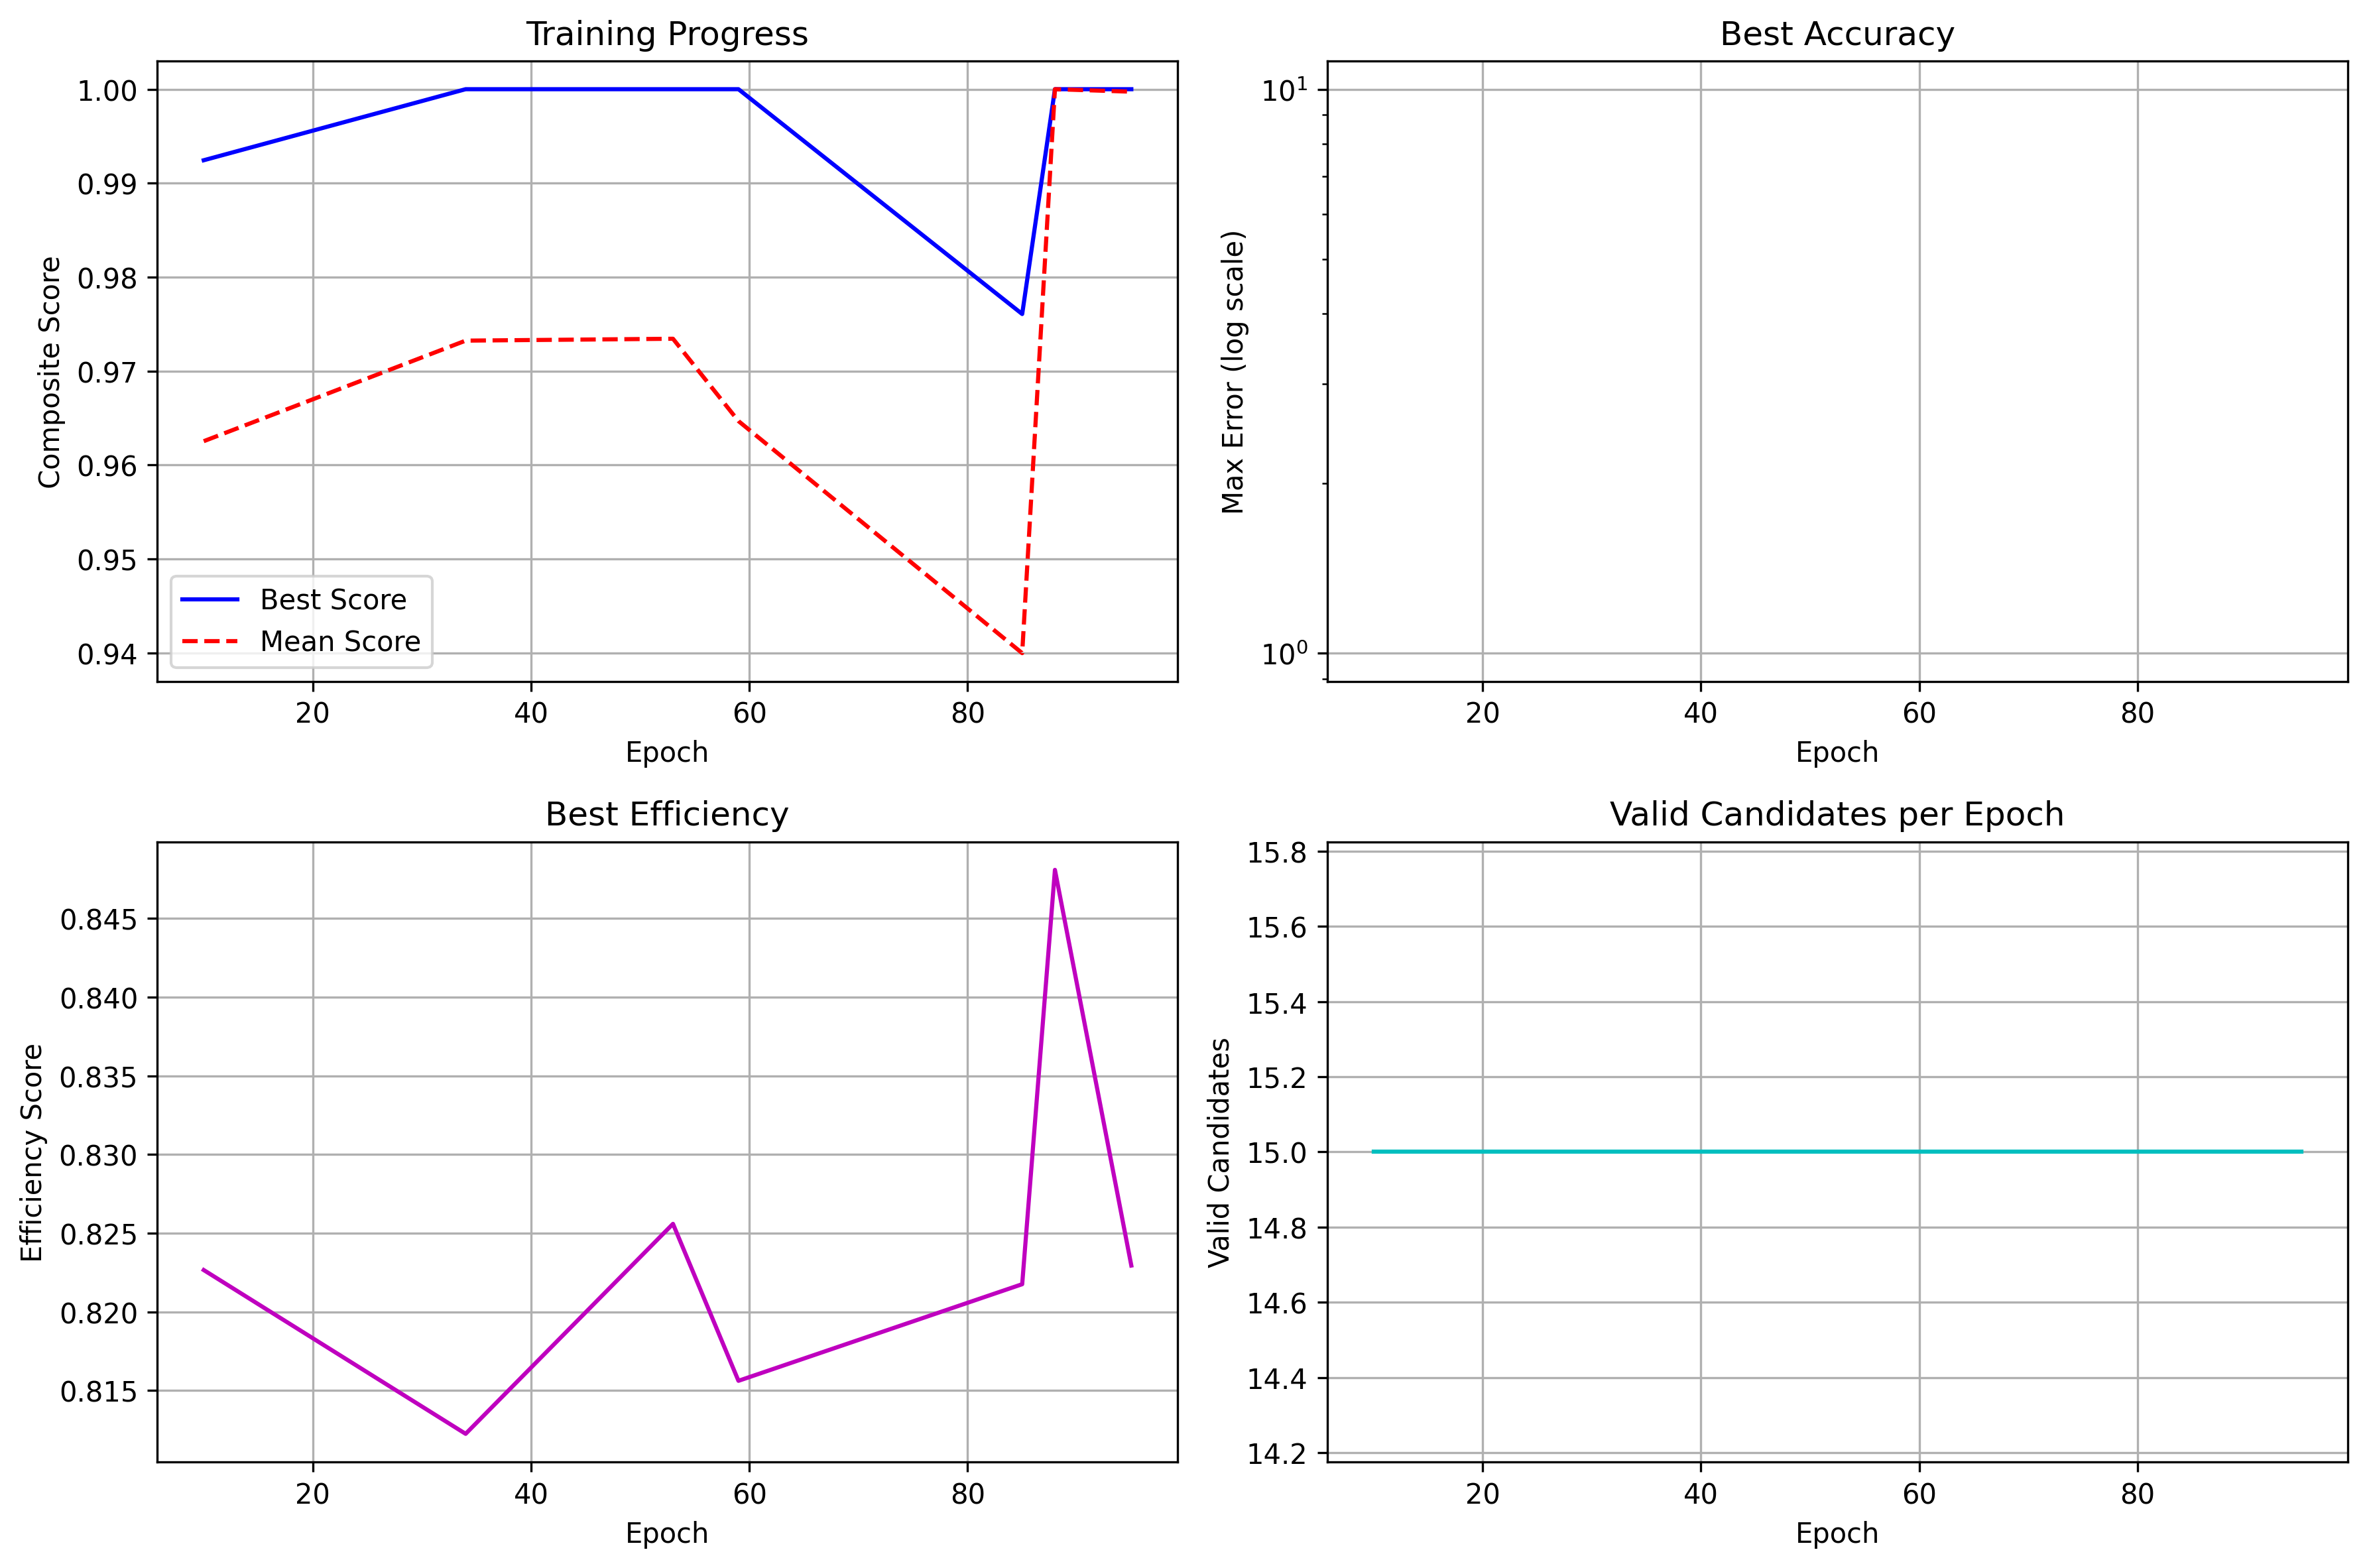 Training Progress
Composite Score
1.00
0.99
0.98
0.97
0.96
0.95
0.94
Best Score
Mean Score
20 40 60 80
Epoch
Best Accuracy
Max Error (log scale)
10¹
10⁰
20 40 60 80
Epoch
Best Efficiency
Efficiency Score
0.845
0.840
0.835
0.830
0.825
0.820
0.815
20 40 60 80
Epoch
Valid Candidates per Epoch
Valid Candidates
15.8
15.6
15.4
15.2
15.0
14.8
14.6
14.4
14.2
20 40 60 80
Epoch